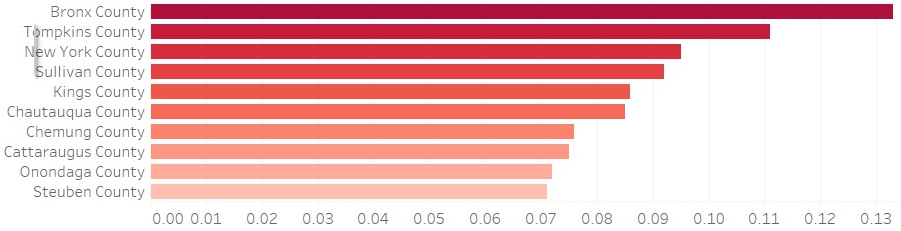 Bronx County
Tompkins County
New York County
Sullivan County
Kings County
Chautauqua County
Chemung County
Cattaraugus County
Onondaga County
Steuben County
0.00 0.01 0.02 0.03 0.04 0.05 0.06 0.07 0.08 0.09 0.10 0.11 0.12 0.13